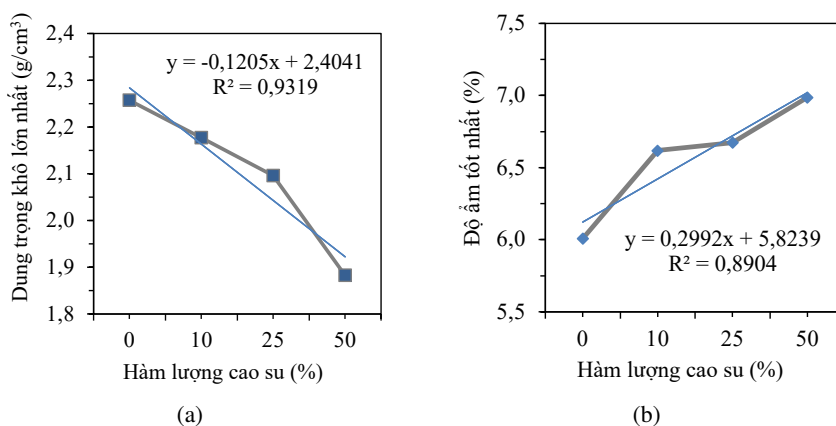 Dung trọng khô lớn nhất (g/cm³)
2,4
2,3
2,2
2,1
2,0
1,9
1,8
y = -0,1205x + 2,4041
R² = 0,9319
0 10 25 50
Hàm lượng cao su (%)
(a)
Độ ẩm tốt nhất (%)
7,5
7,0
6,5
6,0
5,5
y = 0,2992x + 5,8239
R² = 0,8904
0 10 25 50
Hàm lượng cao su (%)
(b)